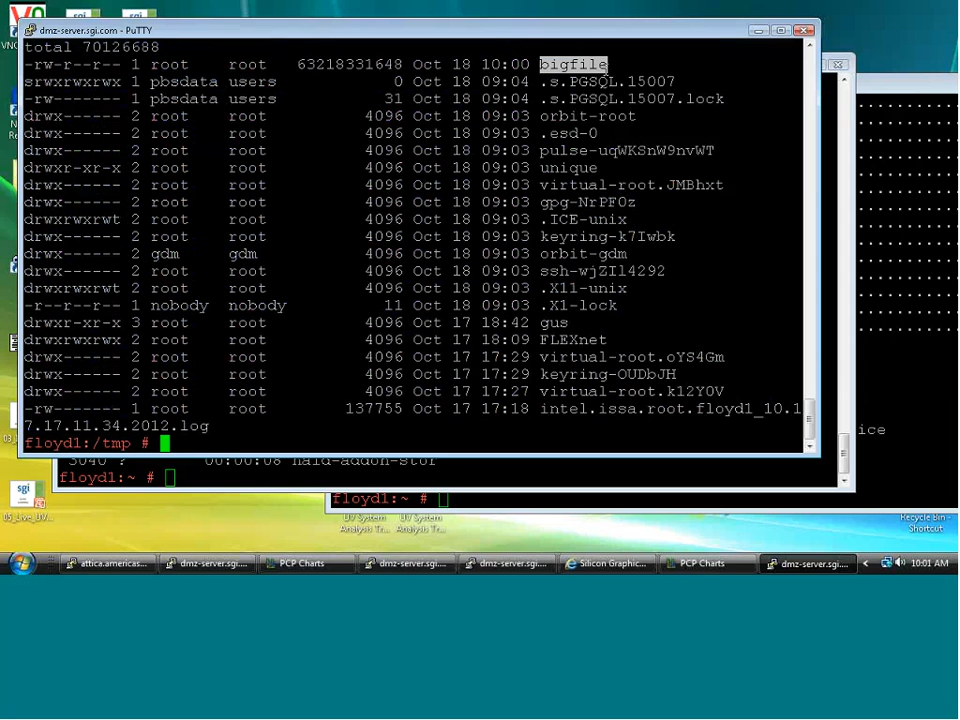 dmz-server.sgi.com - PuTTY
total 70126688
-rw-r--r-- 1 root root 63218331648 Oct 18 10:00 bigfile
srwxrwxrwx 1 pbsdata users 0 Oct 18 09:04 .s.PGSQL.15007
-rw------- 1 pbsdata users 31 Oct 18 09:04 .s.PGSQL.15007.lock
drwx------ 2 root root 4096 Oct 18 09:03 orbit-root
drwx------ 2 root root 4096 Oct 18 09:03 .esd-0
drwx------ 2 root root 4096 Oct 18 09:03 pulse-uqWKSnW9nvWT
drwxr-xr-x 2 root root 4096 Oct 18 09:03 unique
drwx------ 2 root root 4096 Oct 18 09:03 virtual-root.JMBhxt
drwx------ 2 root root 4096 Oct 18 09:03 gpg-NrPF0z
drwxrwxrwt 2 root root 4096 Oct 18 09:03 .ICE-unix
drwx------ 2 root root 4096 Oct 18 09:03 keyring-k7Iwbk
drwx------ 2 gdm gdm 4096 Oct 18 09:03 orbit-gdm
drwx------ 2 root root 4096 Oct 18 09:03 ssh-wjZIl4292
drwxrwxrwt 2 root root 4096 Oct 18 09:03 .X11-unix
-r--r--r-- 1 nobody nobody 11 Oct 18 09:03 .X1-lock
drwxr-xr-x 3 root root 4096 Oct 17 18:42 gus
drwxrwxrwx 2 root root 4096 Oct 17 18:09 FLEXnet
drwx------ 2 root root 4096 Oct 17 17:29 virtual-root.oYS4Gm
drwx------ 2 root root 4096 Oct 17 17:29 keyring-OUDbJH
drwx------ 2 root root 4096 Oct 17 17:27 virtual-root.k12Y0V
-rw------- 1 root root 137755 Oct 17 17:18 intel.issa.root.floyd1_10.1
7.17.11.34.2012.log
floyd1:/tmp #
ice
3040 ? 00:00:08 hald-addon-stor
floyd1:~ #
floyd1:~ #
sgi
05_Live_UV...
UV System Analysis Tr...
UV System Analysis Tr...
Recycle Bin - Shortcut
attica.americas... dmz-server.sgi.... PCP Charts dmz-server.sgi.... dmz-server.sgi.... Silicon Graphic... PCP Charts dmz-server.sgi.... 10:01 AM